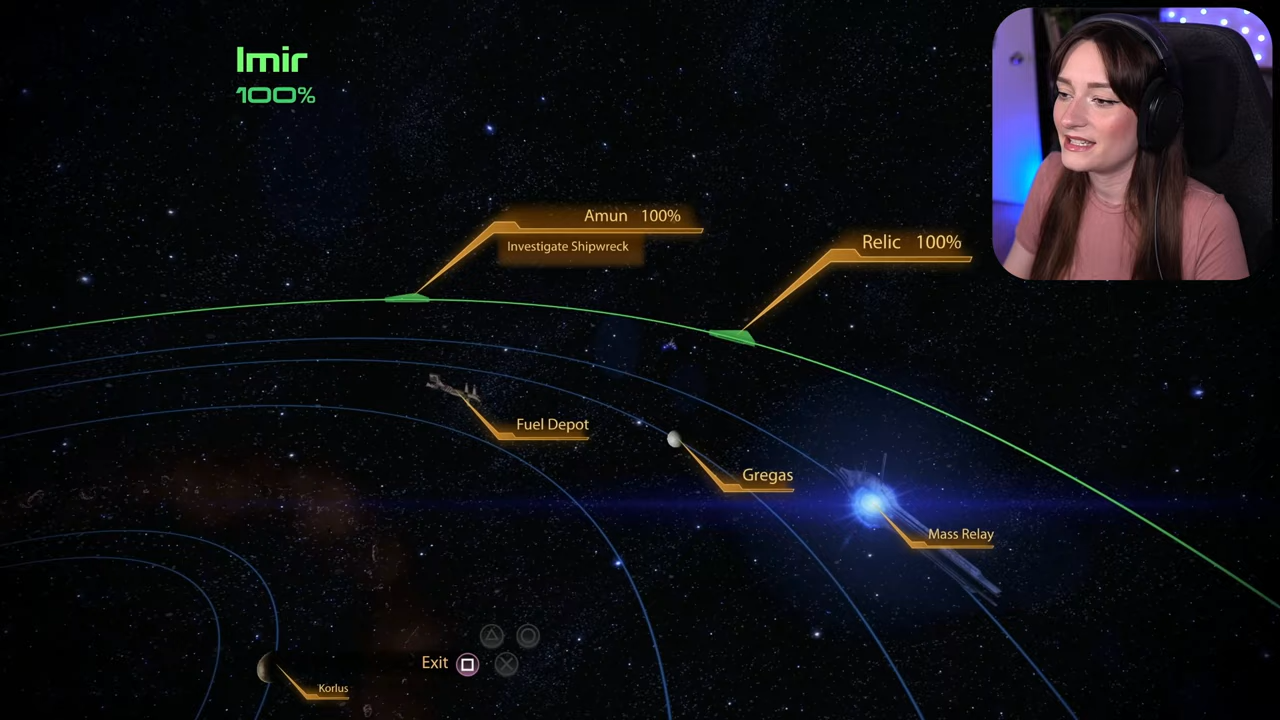 Imir
100%
Amun 100%
Investigate Shipwreck
Relic 100%
Fuel Depot
Gregas
Mass Relay
Exit
Korlus